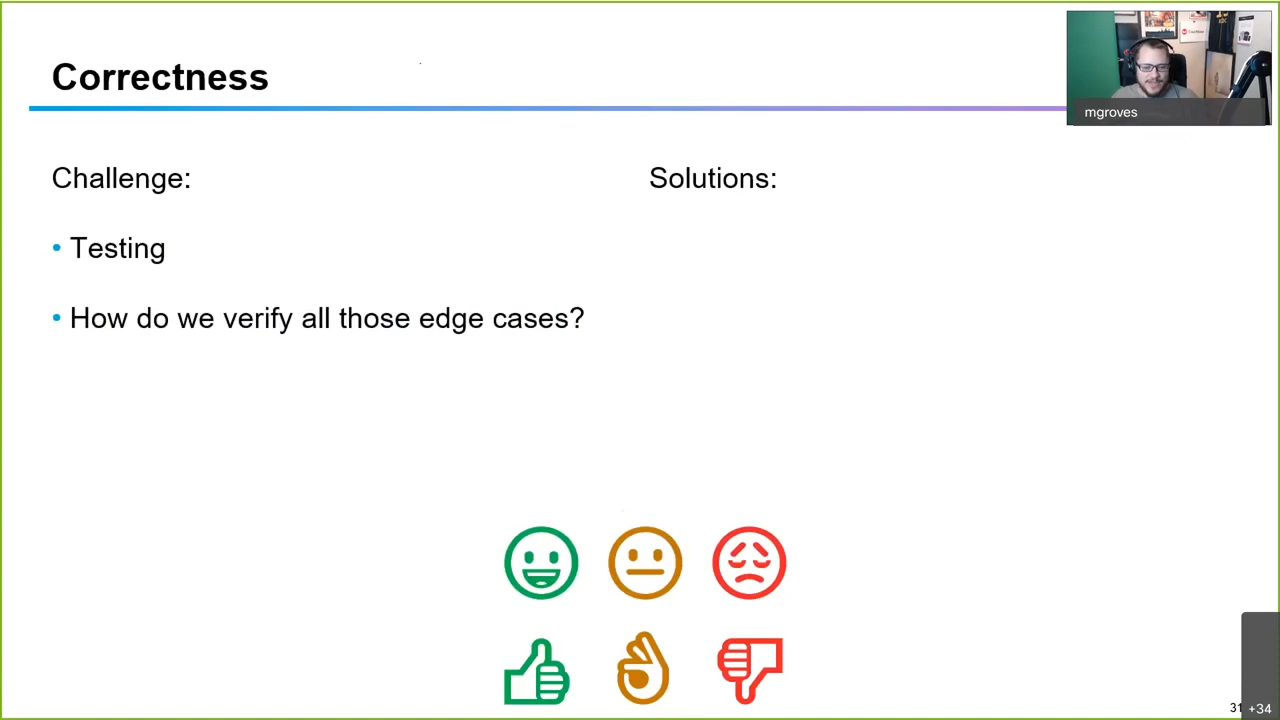 Correctness
mgroves
Challenge:
Solutions:
• Testing
• How do we verify all those edge cases?
31
+34